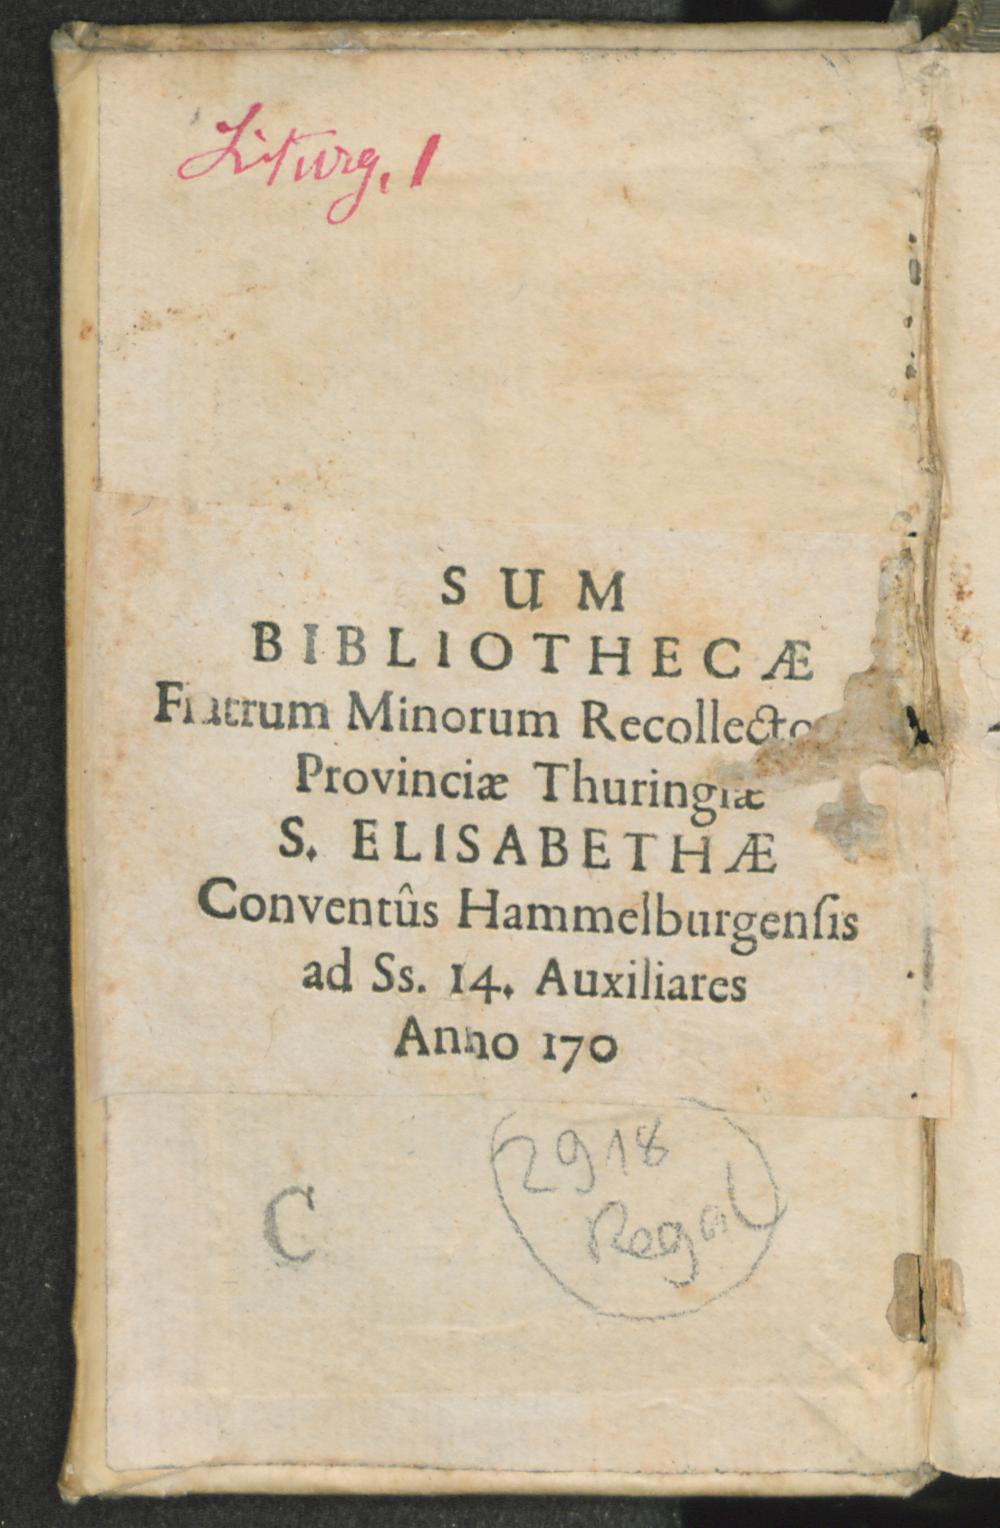 Liturg. 1
SUM
BIBLIOTHECÆ
Fratrum Minorum Recollecto
Provinciæ Thuringiæ
S. ELISABETHÆ
Conventûs Hammelburgenſis
ad Ss. 14. Auxiliares
Anno 170
2918
Regal
C